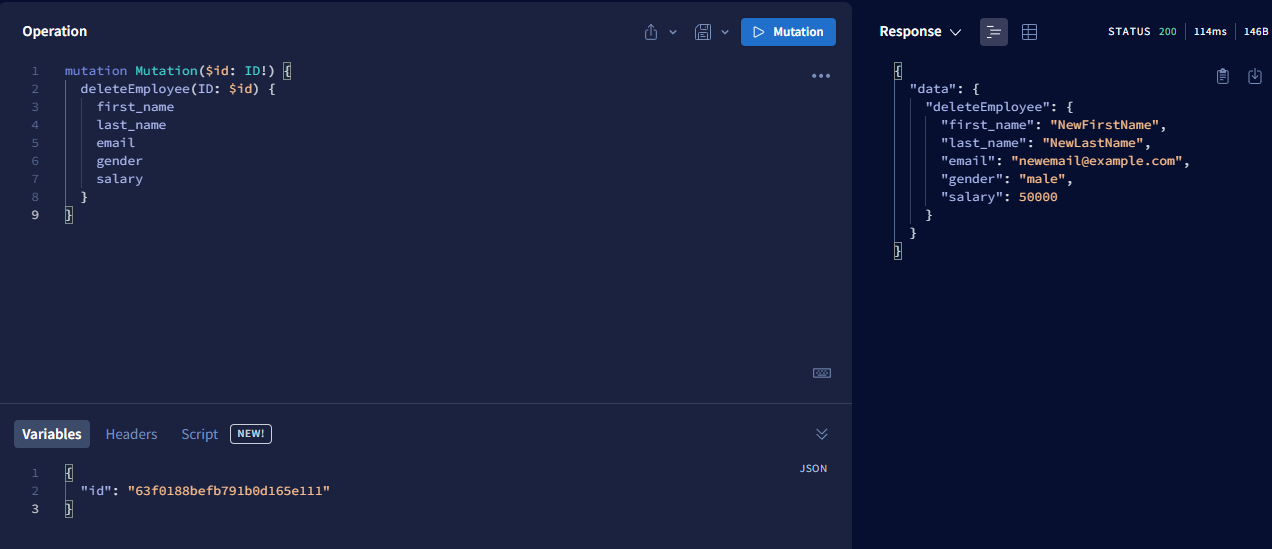 Operation
Mutation
1 mutation Mutation($id: ID!) {
2 deleteEmployee(ID: $id) {
3 first_name
4 last_name
5 email
6 gender
7 salary
8 }
9 }
Variables Headers Script NEW!
JSON
1 {
2 "id": "63f0188befb791b0d165e111"
3 }
Response STATUS 200 114ms 146B
{
"data": {
"deleteEmployee": {
"first_name": "NewFirstName",
"last_name": "NewLastName",
"email": "newemail@example.com",
"gender": "male",
"salary": 50000
}
}
}